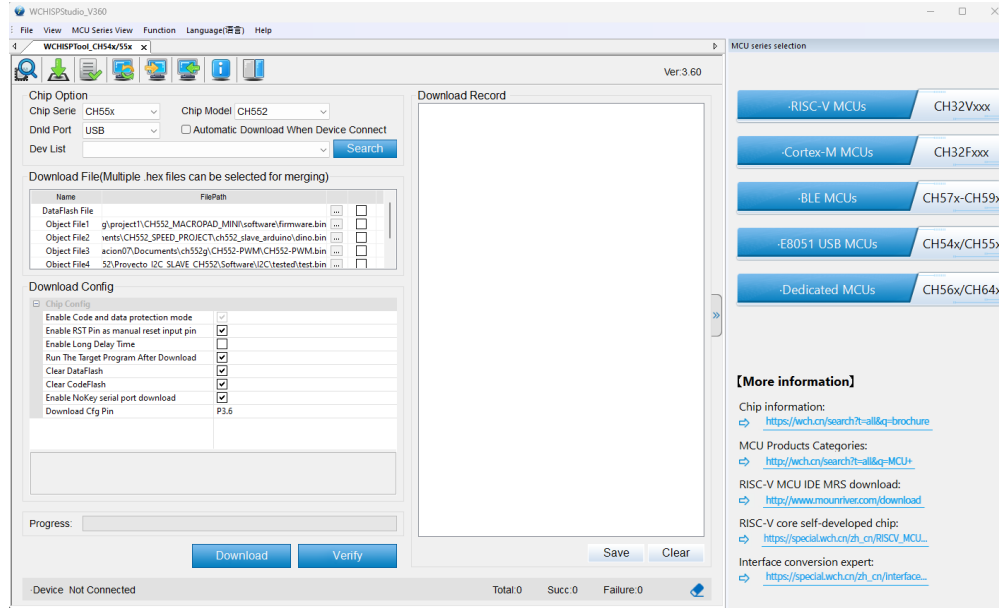 WCHISPStudio_V360
File View MCU Series View Function Language(语言) Help
WCHISPTool_CH54x/55x x
MCU series selection
Ver:3.60
Chip Option
Chip Serie CH55x Chip Model CH552
Dnld Port USB Automatic Download When Device Connect
Dev List Search
Download File(Multiple .hex files can be selected for merging)
Name FilePath
DataFlash File ...
Object File1 g\project1\CH552_MACROPAD_MINI\software\firmware.bin ...
Object File2 nents\CH552_SPEED_PROJECT\ch552_slave_arduino\dino.bin ...
Object File3 acion07\Documents\ch552g\CH552-PWM\CH552-PWM.bin ...
Object File4 52\Proyecto_I2C_SLAVE_CH552\Software\I2C\tested\test.bin ...
Download Config
Chip Config
Enable Code and data protection mode
Enable RST Pin as manual reset input pin
Enable Long Delay Time
Run The Target Program After Download
Clear DataFlash
Clear CodeFlash
Enable NoKey serial port download
Download Cfg Pin P3.6
Progress:
Download Verify
Download Record
Save Clear
·Device Not Connected Total:0 Succ:0 Failure:0
·RISC-V MCUs CH32Vxxx
·Cortex-M MCUs CH32Fxxx
·BLE MCUs CH57x-CH59x
·E8051 USB MCUs CH54x/CH55x
·Dedicated MCUs CH56x/CH64x
【More information】
Chip information:
https://wch.cn/search?t=all&q=brochure
MCU Products Categories:
http://wch.cn/search?t=all&q=MCU+
RISC-V MCU IDE MRS download:
http://www.mounriver.com/download
RISC-V core self-developed chip:
https://special.wch.cn/zh_cn/RISCV_MCU...
Interface conversion expert:
https://special.wch.cn/zh_cn/interface...